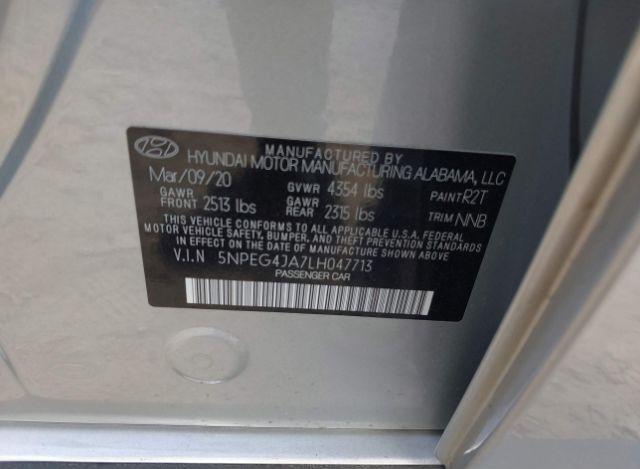 MANUFACTURED BY
HYUNDAI MOTOR MANUFACTURING ALABAMA, LLC
Mar/09/20 GVWR 4354 lbs PAINT R2T
GAWR FRONT 2513 lbs GAWR REAR 2315 lbs TRIM NNB
THIS VEHICLE CONFORMS TO ALL APPLICABLE U.S.A. FEDERAL
MOTOR VEHICLE SAFETY, BUMPER, AND THEFT PREVENTION
STANDARDS IN EFFECT ON THE DATE OF MANUFACTURE SHOWN ABOVE
V.I.N 5NPEG4JA7LH047713
PASSENGER CAR